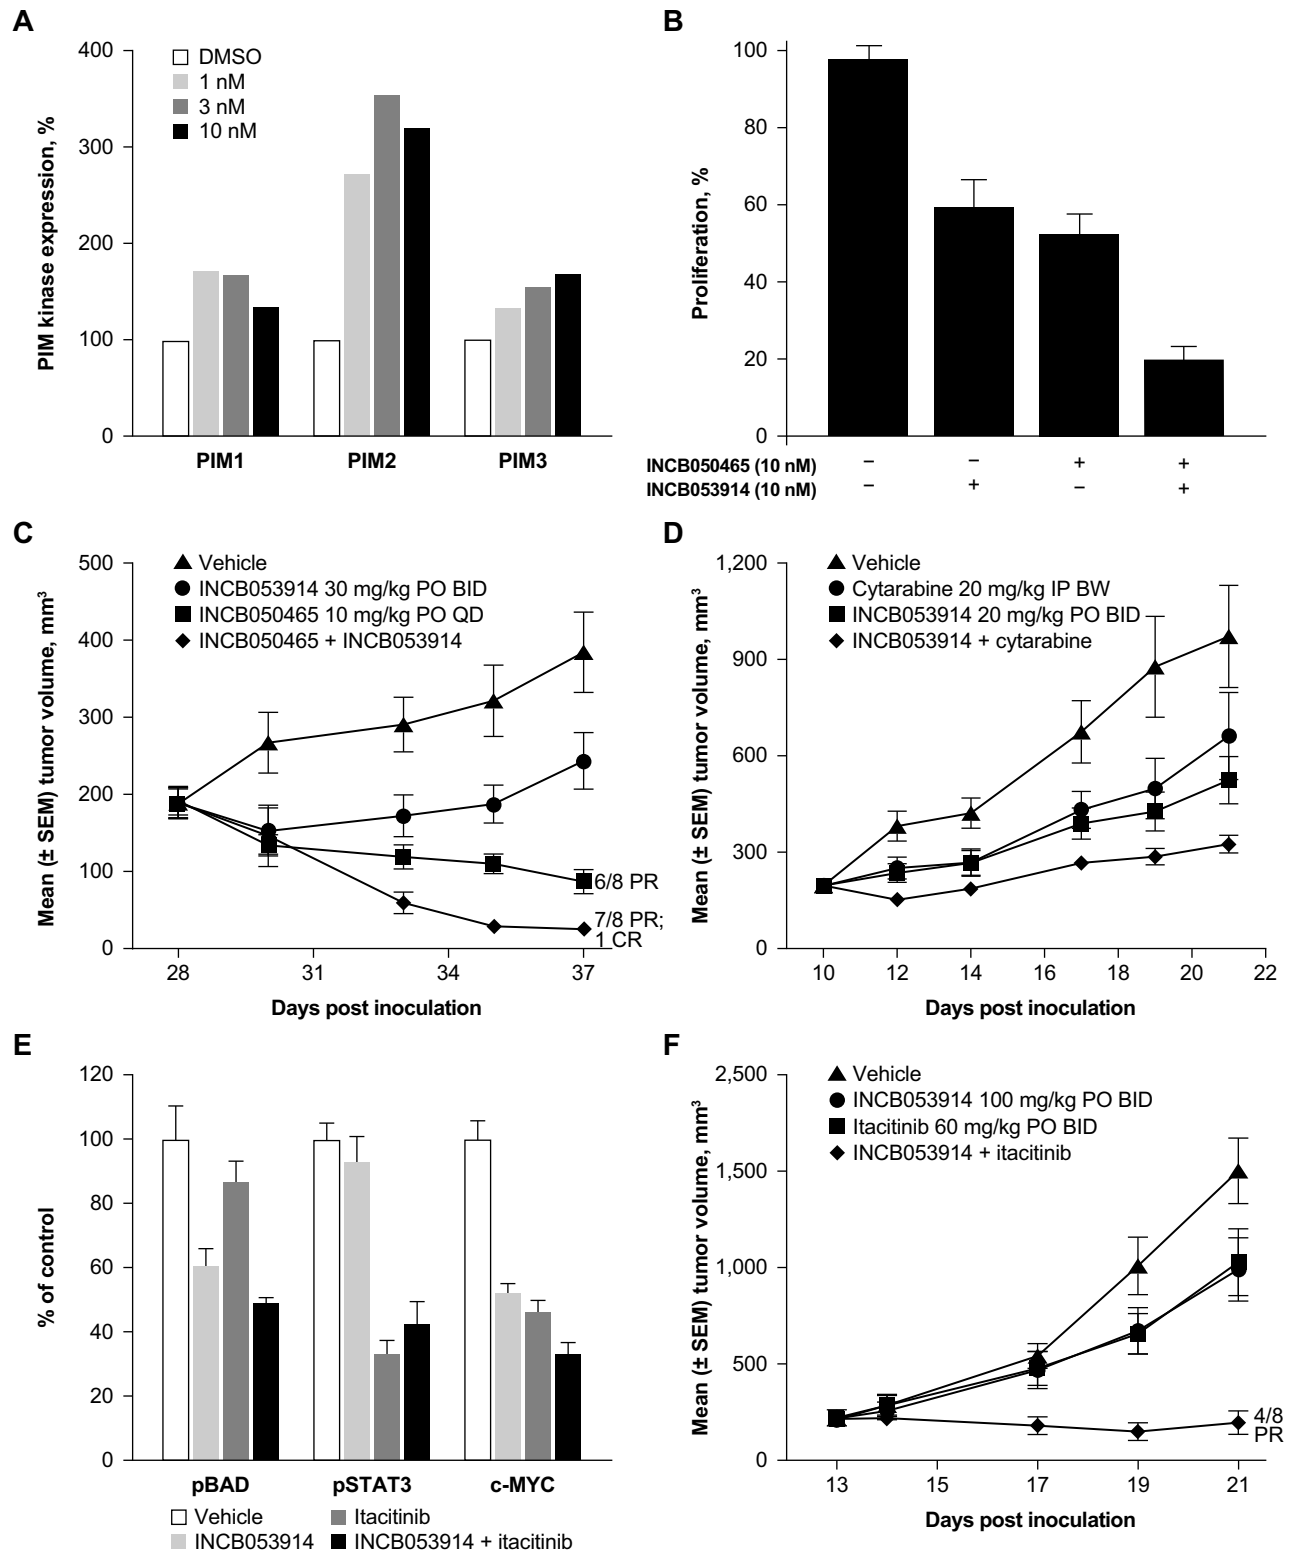 A
PIM kinase expression, %
400
300
200
100
0
DMSO
1 nM
3 nM
10 nM
PIM1 PIM2 PIM3
B
Proliferation, %
100
80
60
40
20
0
INCB050465 (10 nM) – – + +
INCB053914 (10 nM) – + – +
C
Mean (± SEM) tumor volume, mm³
500
400
300
200
100
0
Vehicle
INCB053914 30 mg/kg PO BID
INCB050465 10 mg/kg PO QD
INCB050465 + INCB053914
6/8 PR
7/8 PR;
1 CR
28 31 34 37
Days post inoculation
D
Mean (± SEM) tumor volume, mm³
1,200
900
600
300
0
Vehicle
Cytarabine 20 mg/kg IP BW
INCB053914 20 mg/kg PO BID
INCB053914 + cytarabine
10 12 14 16 18 20 22
Days post inoculation
E
% of control
120
100
80
60
40
20
0
pBAD pSTAT3 c-MYC
Vehicle Itacitinib
INCB053914 INCB053914 + itacitinib
F
Mean (± SEM) tumor volume, mm³
2,500
1,500
1,000
500
0
Vehicle
INCB053914 100 mg/kg PO BID
Itacitinib 60 mg/kg PO BID
INCB053914 + itacitinib
4/8
PR
13 15 17 19 21
Days post inoculation